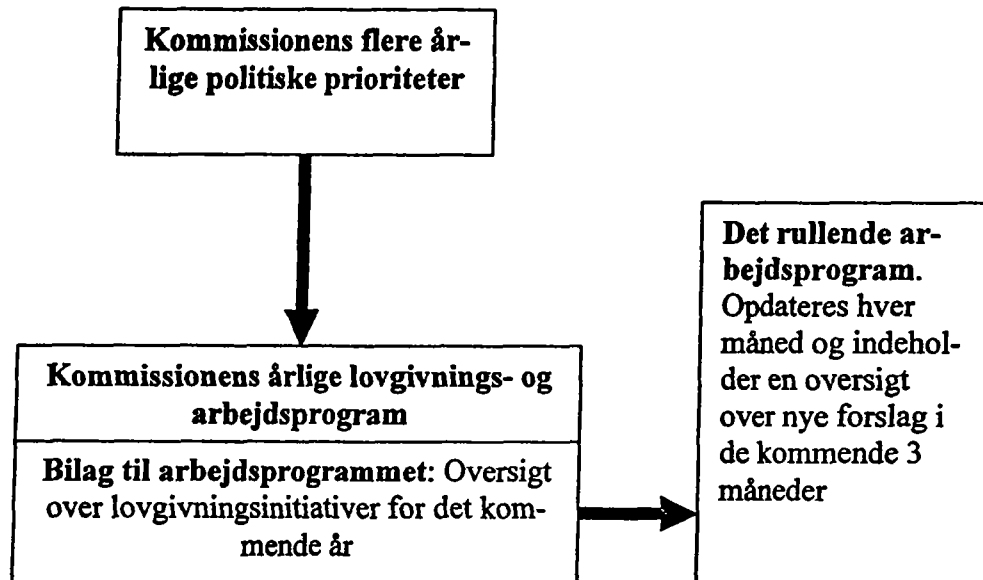 Kommissionens flere år-
lige politiske prioriteter
Kommissionens årlige lovgivnings- og
arbejdsprogram
Bilag til arbejdsprogrammet: Oversigt
over lovgivningsinitiativer for det kom-
mende år
Det rullende ar-
bejdsprogram.
Opdateres hver
måned og indehol-
der en oversigt
over nye forslag i
de kommende 3
måneder